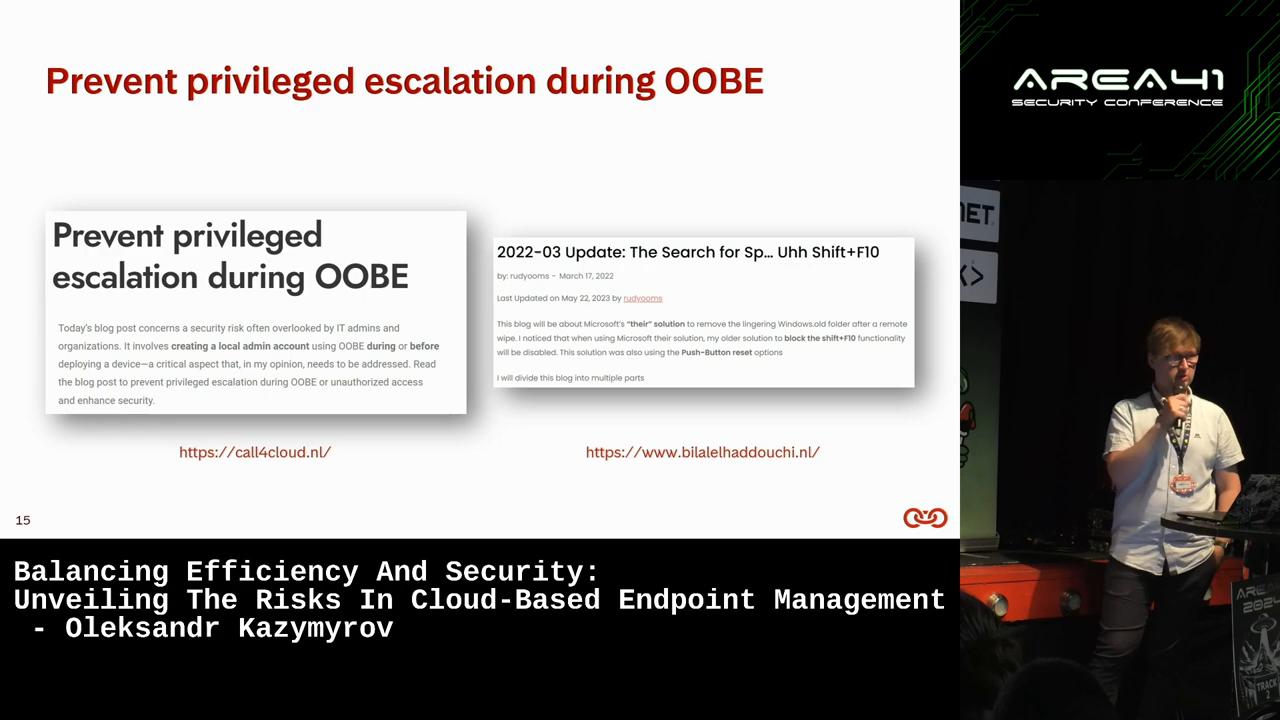 Prevent privileged escalation during OOBE
Prevent privileged
escalation during OOBE
Today's blog post concerns a security risk often overlooked by IT admins and
organizations. It involves creating a local admin account using OOBE during or before
deploying a device—a critical aspect that, in my opinion, needs to be addressed. Read
the blog post to prevent privileged escalation during OOBE or unauthorized access
and enhance security.
https://call4cloud.nl/
2022-03 Update: The Search for Sp... Uhh Shift+F10
by: rudyooms - March 17, 2022
Last Updated on May 22, 2023 by rudyooms
This blog will be about Microsoft's "their" solution to remove the lingering Windows.old folder after a remote
wipe. I noticed that when using Microsoft their solution, my older solution to block the shift+F10 functionality
will be disabled. This solution was also using the Push-Button reset options
I will divide this blog into multiple parts
https://www.bilalelhaddouchi.nl/
15
AREA41
SECURITY CONFERENCE
NET
TRACK
2
Balancing Efficiency And Security:
Unveiling The Risks In Cloud-Based Endpoint Management
- Oleksandr Kazymyrov